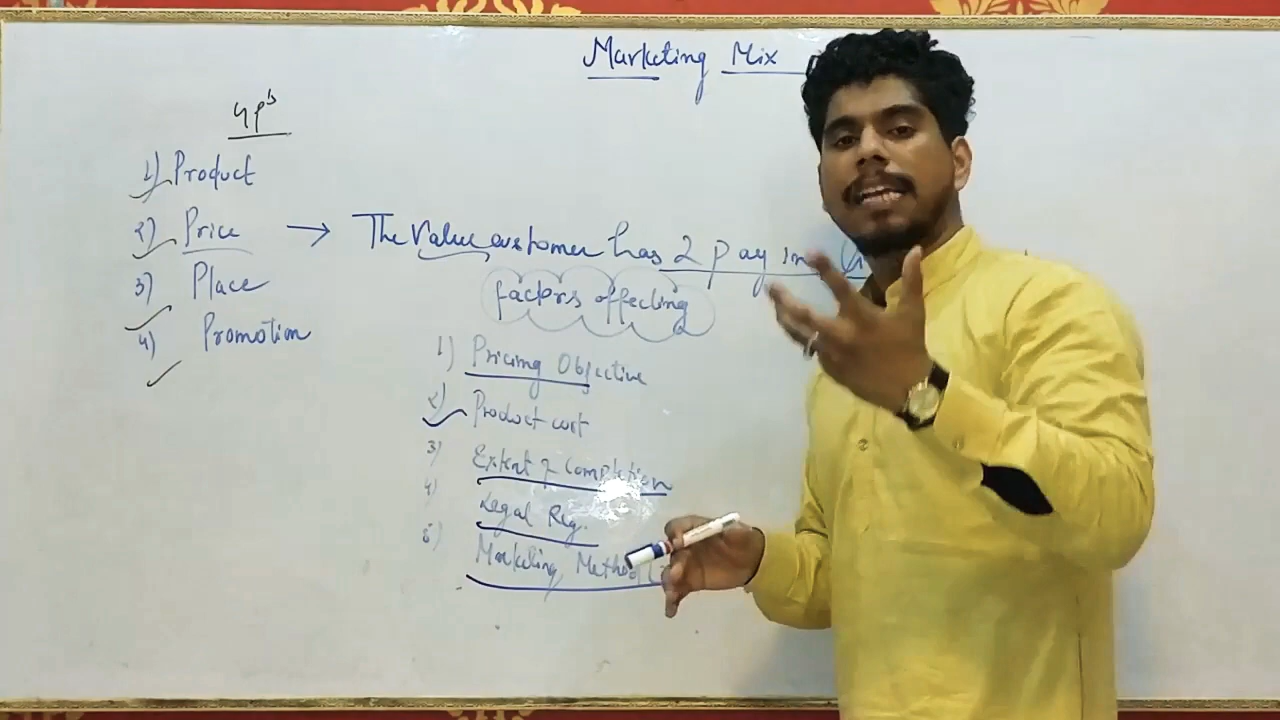 Marketing Mix
4P's
1) Product
2) Price → The Value customer has 2 pay in
3) Place
4) Promotion
factors affecting
1) Pricing Objective
2) Product cost
3) Extent of Completion
4) Legal Reg.
5) Marketing Method